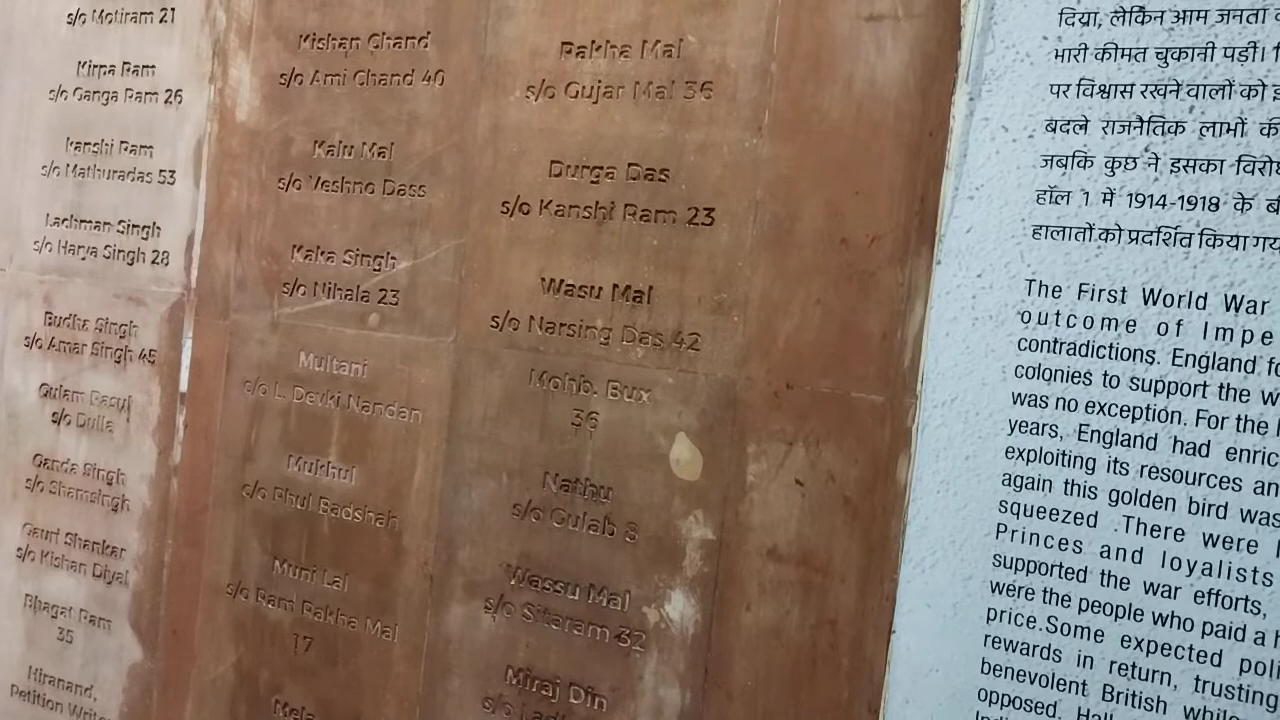 s/o Motiram 21
Kirpa Ram
s/o Ganga Ram 26
Kanshi Ram
s/o Mathuradas 53
Lachman Singh
s/o Harya Singh 28
Budha Singh
s/o Amar Singh 45
Gulam Rasul
s/o Dulla
Ganda Singh
s/o Shamsingh
Gauri Shankar
s/o Kishan Diyal
Bhagat Ram
35
Hiranand,
Petition
Kishan Chand
s/o Ami Chand 40
Kalu Mal
s/o Veshno Dass
Kaka Singh
s/o Nihala 23
Multani
c/o L. Devki Nandan
Mukhul
c/o Phul Badshah
Muni Lal
s/o Ram Rakha Mal
17
Mela
Rakha Mal
s/o Gujar Mal 36
Durga Das
s/o Kanshi Ram 23
Wasu Mal
s/o Narsing Das 42
Mohb. Bux
36
Nathu
s/o Gulab 8
Wassu Mal
s/o Sitaram 32
Miraj Din
s/o
दिया, लेकिन आम जनता
भारी कीमत चुकानी पड़ी।
पर विश्वास रखने वालों को
बदले राजनैतिक लाभों की
जबकि कुछ ने इसका
हॉल 1 में 1914-1918 के
हालातों को प्रदर्शित किया
The First World War
outcome of
contradictions. England
colonies to support the
was no exception. For the
years, England had
exploiting its resources
again this golden bird was
squeezed .There were
Princes and loyalists
supported the war efforts,
were the people who paid a
price.Some expected
rewards in return, trusting
benevolent British
opposed.